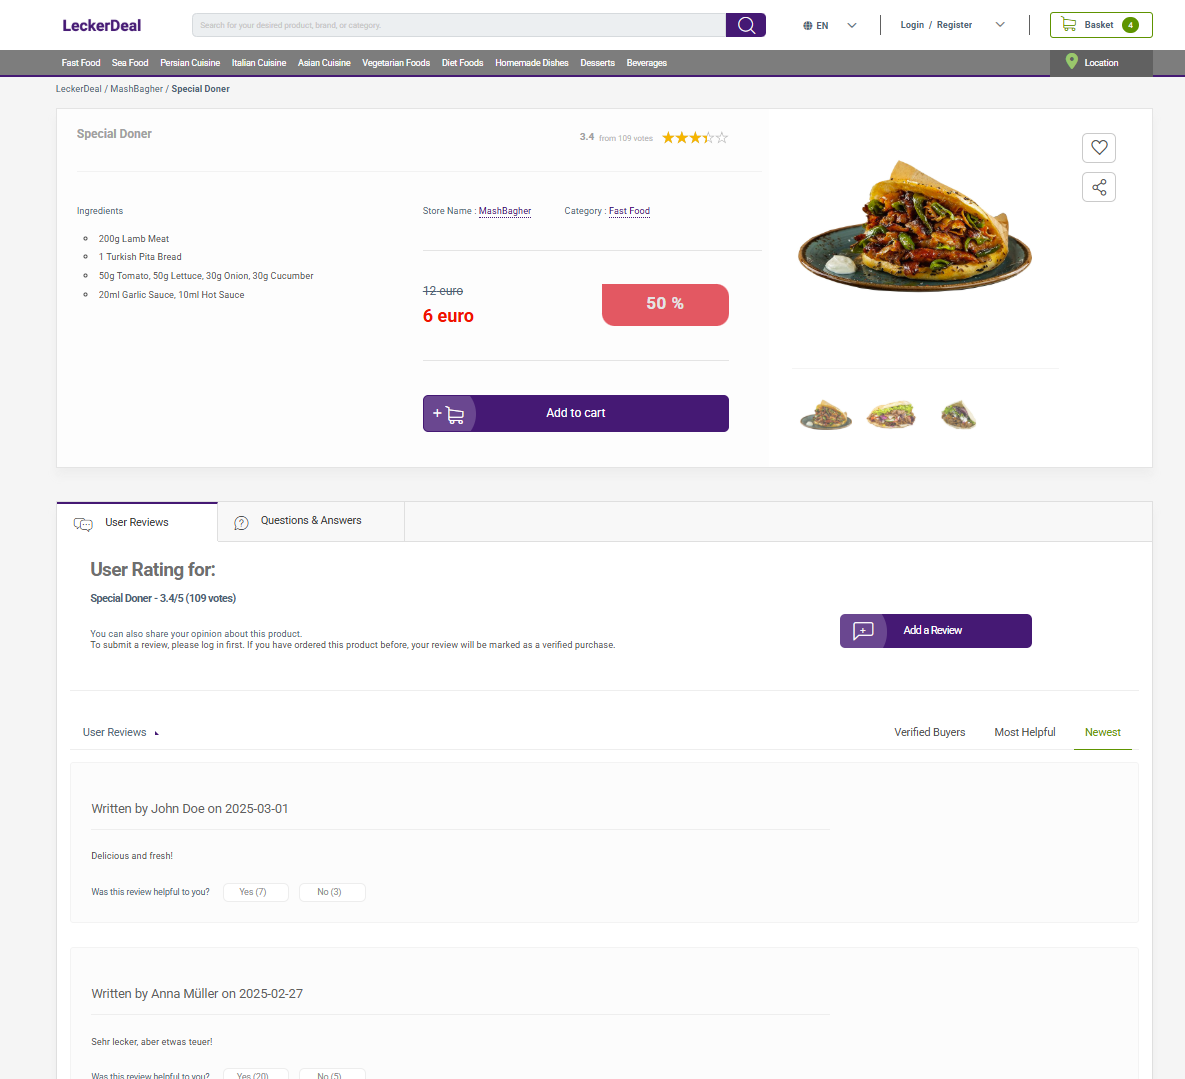 LeckerDeal
Search for your desired product, brand, or category.
EN
Login / Register
Basket 4
Fast Food Sea Food Persian Cuisine Italian Cuisine Asian Cuisine Vegetarian Foods Diet Foods Homemade Dishes Desserts Beverages
Location
LeckerDeal / MashBagher / Special Doner
Special Doner
3.4 from 109 votes
Ingredients
200g Lamb Meat
1 Turkish Pita Bread
50g Tomato, 50g Lettuce, 30g Onion, 30g Cucumber
20ml Garlic Sauce, 10ml Hot Sauce
Store Name : MashBagher
Category : Fast Food
12 euro
6 euro
50 %
+ Add to cart
User Reviews
Questions & Answers
User Rating for:
Special Doner - 3.4/5 (109 votes)
You can also share your opinion about this product.
To submit a review, please log in first. If you have ordered this product before, your review will be marked as a verified purchase.
Add a Review
User Reviews
Verified Buyers Most Helpful Newest
Written by John Doe on 2025-03-01
Delicious and fresh!
Was this review helpful to you? Yes (7) No (3)
Written by Anna Müller on 2025-02-27
Sehr lecker, aber etwas teuer!
Was this review helpful to you? Yes (20) No (5)